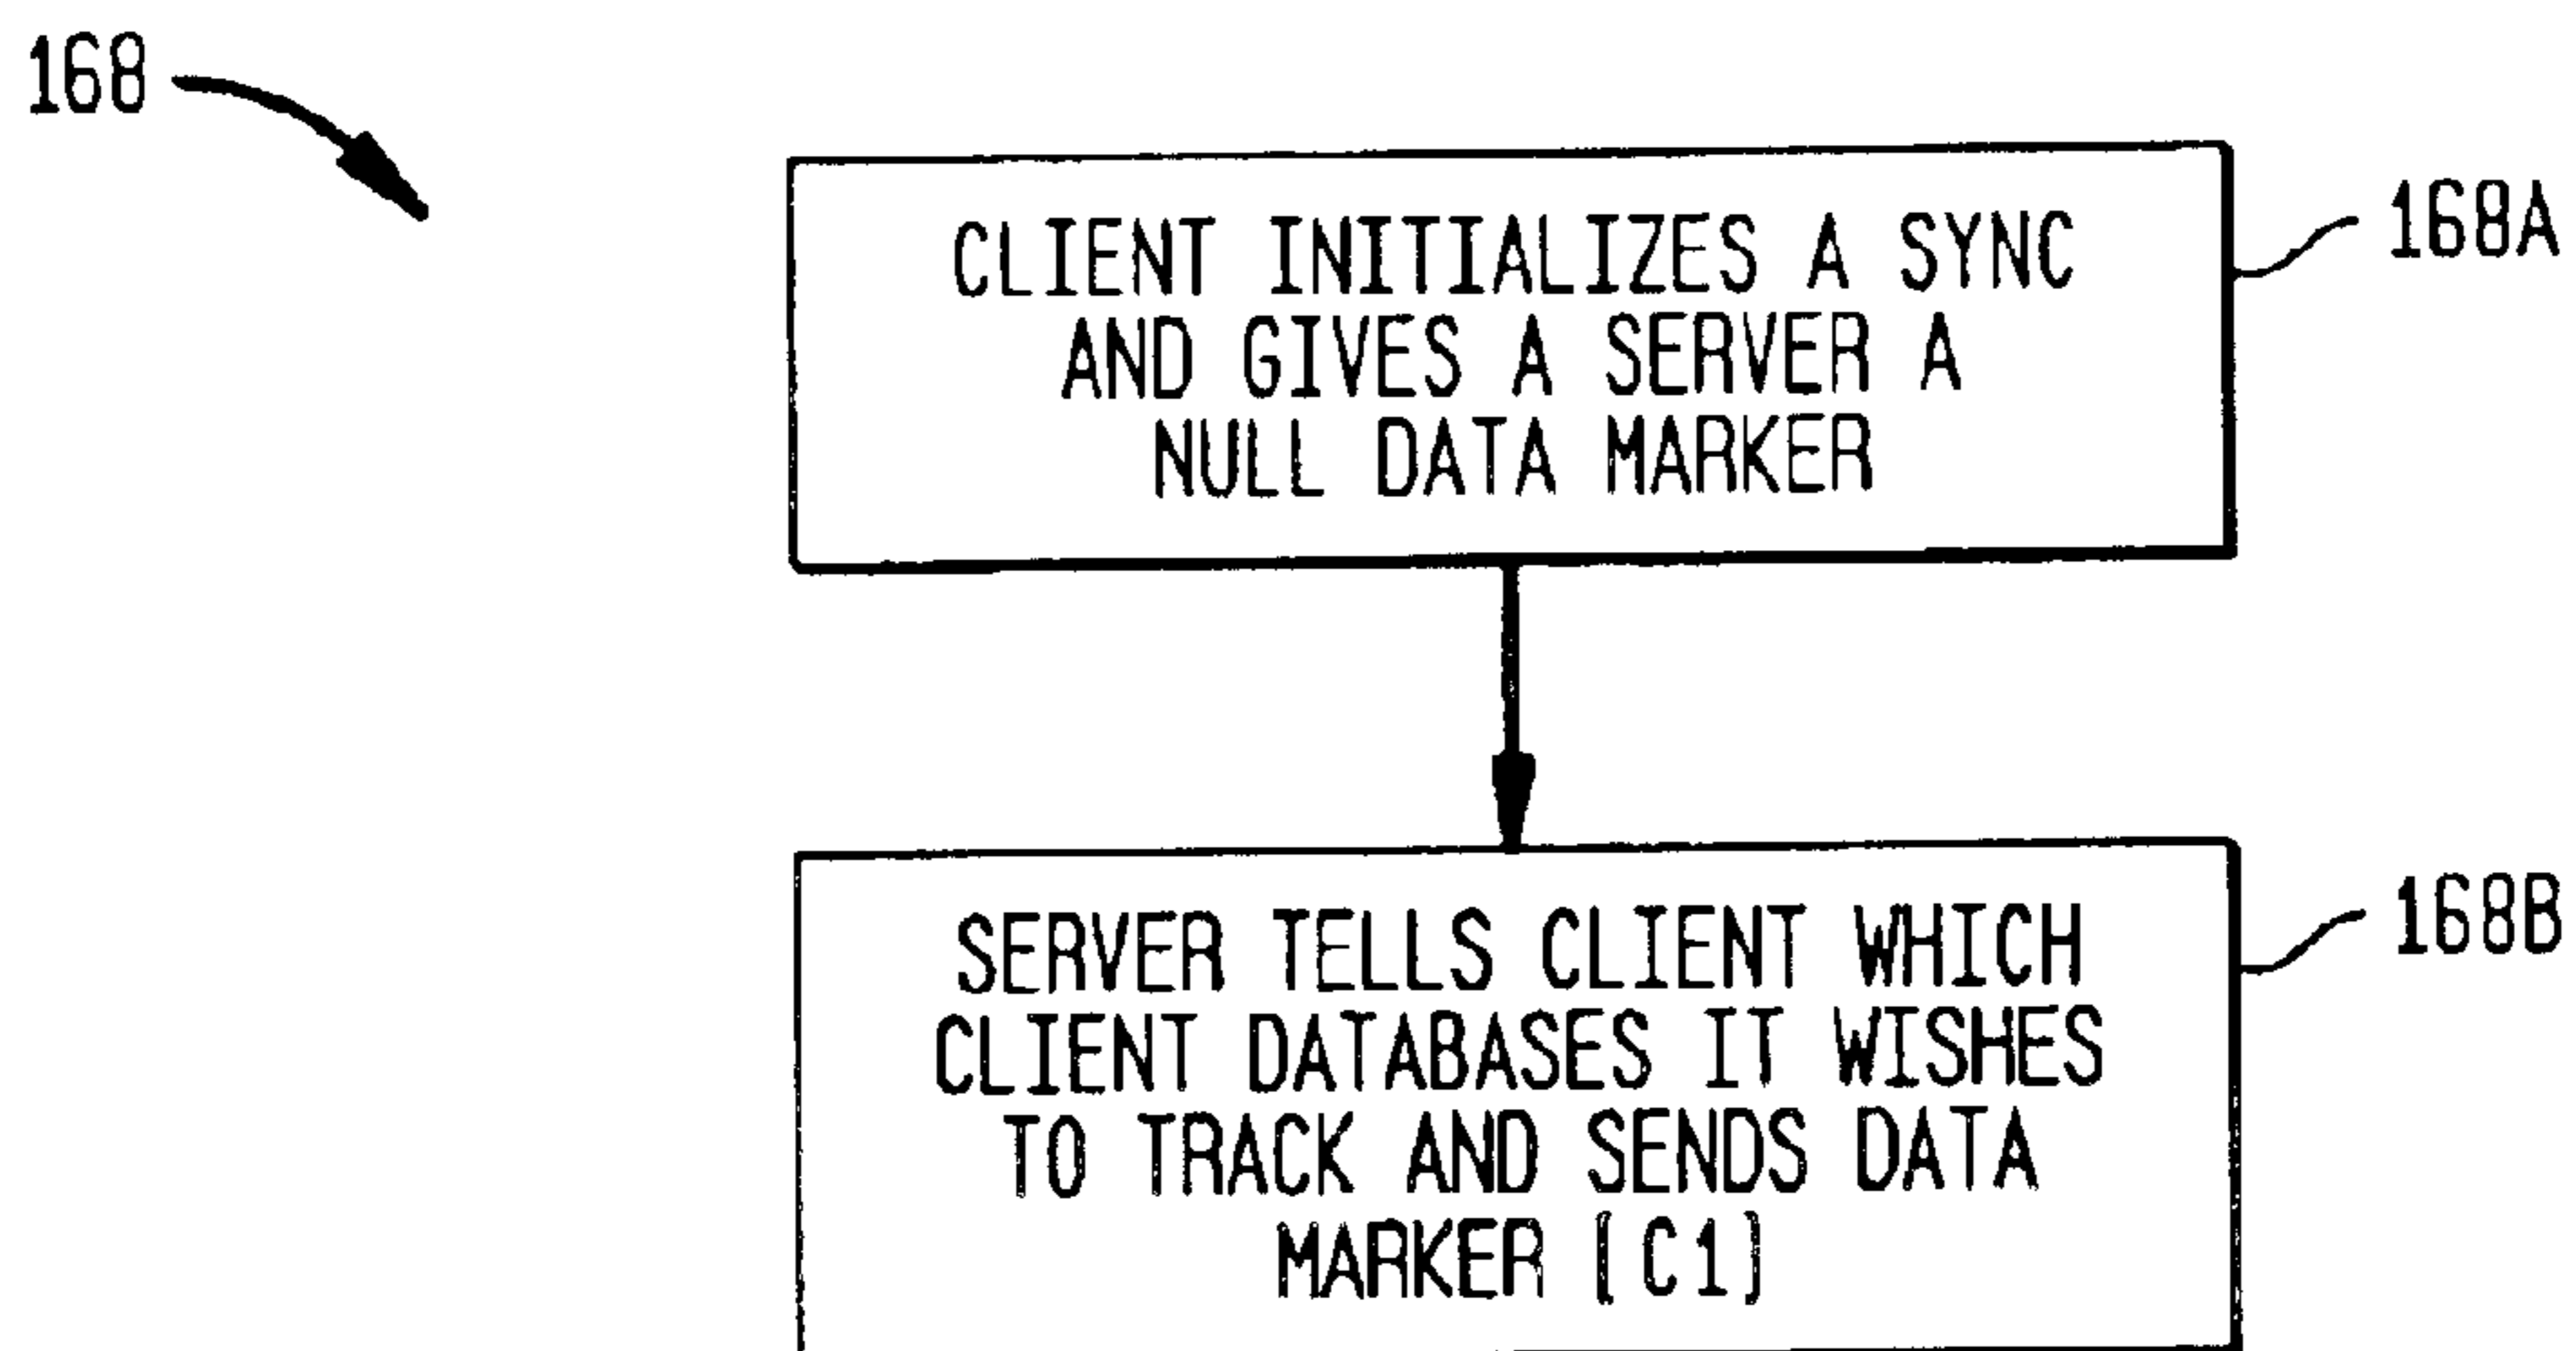 168
CLIENT INITIALIZES A SYNC
AND GIVES A SERVER A
NULL DATA MARKER
168A
SERVER TELLS CLIENT WHICH
CLIENT DATABASES IT WISHES
TO TRACK AND SENDS DATA
MARKER (C1)
168B